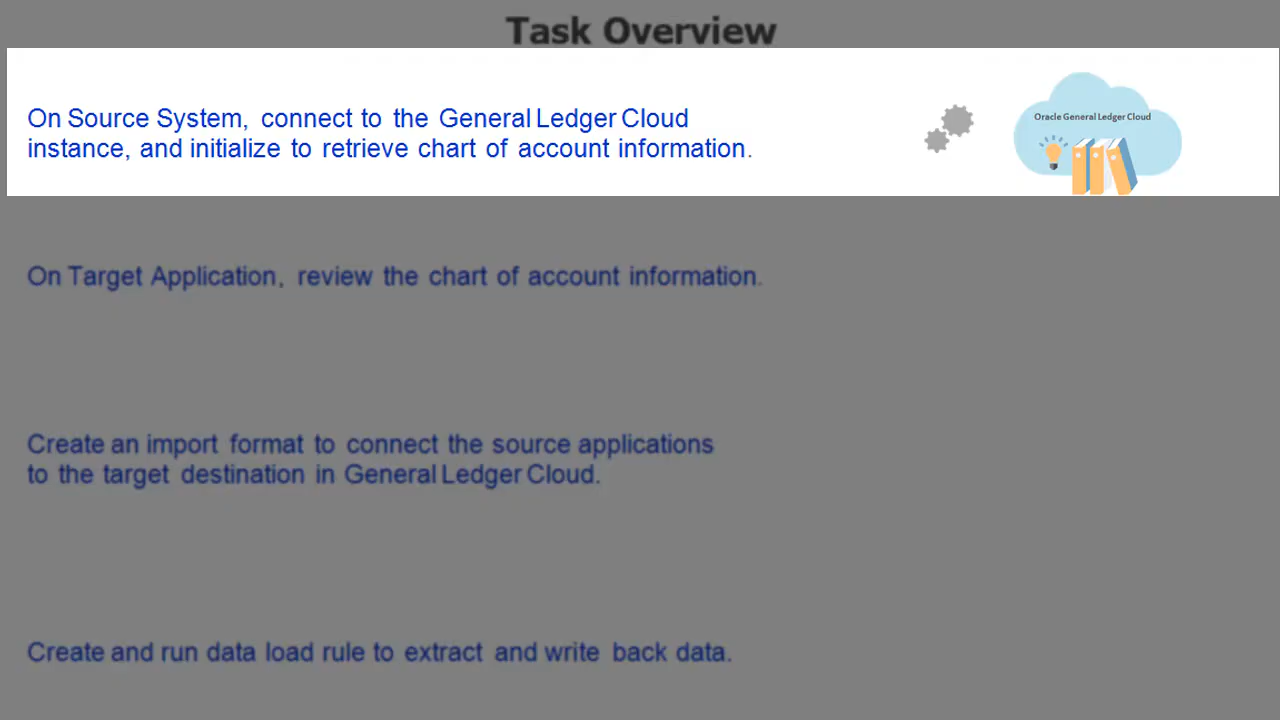 Task Overview
On Source System, connect to the General Ledger Cloud
instance, and initialize to retrieve chart of account information.
Oracle General Ledger Cloud
On Target Application, review the chart of account information.
Create an import format to connect the source applications
to the target destination in General Ledger Cloud.
Create and run data load rule to extract and write back data.